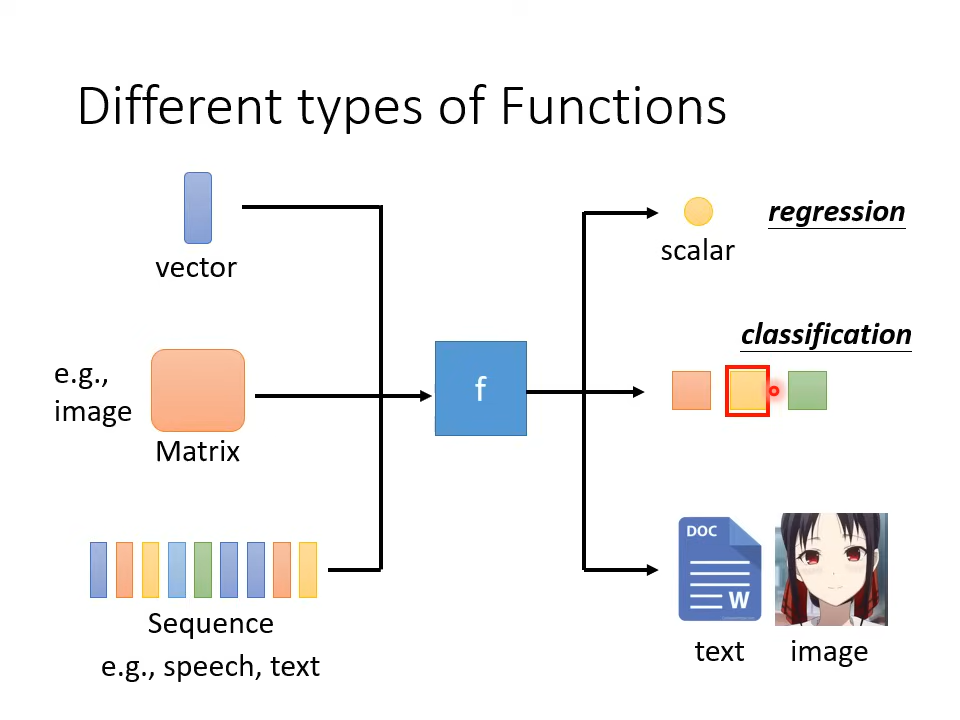 Different types of Functions
vector
e.g.,
image
Matrix
Sequence
e.g., speech, text
f
scalar
regression
classification
DOC
W
text
image